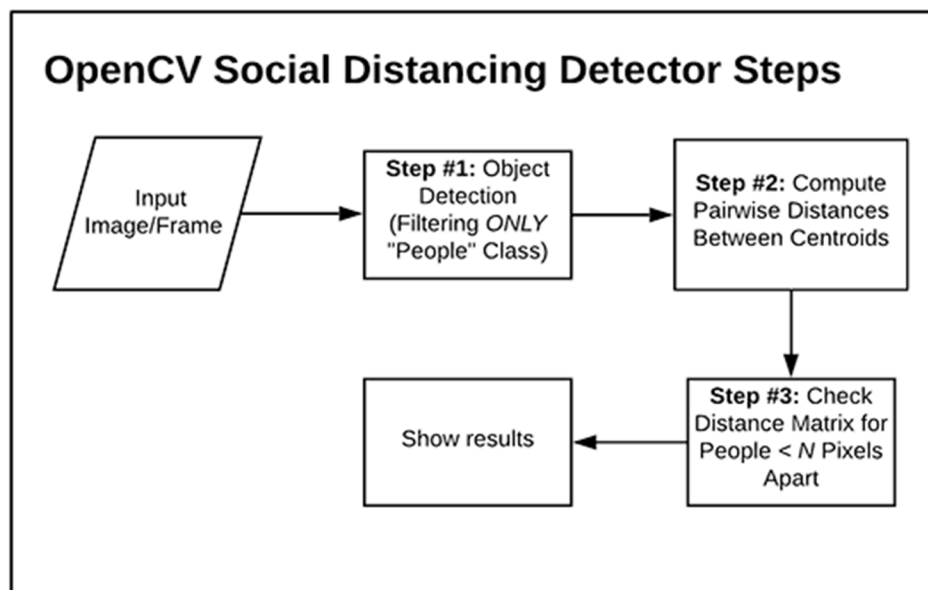 OpenCV Social Distancing Detector Steps
Input
Image/Frame
Step #1: Object
Detection
(Filtering ONLY
"People" Class)
Step #2: Compute
Pairwise Distances
Between Centroids
Step #3: Check
Distance Matrix for
People < N Pixels
Apart
Show results